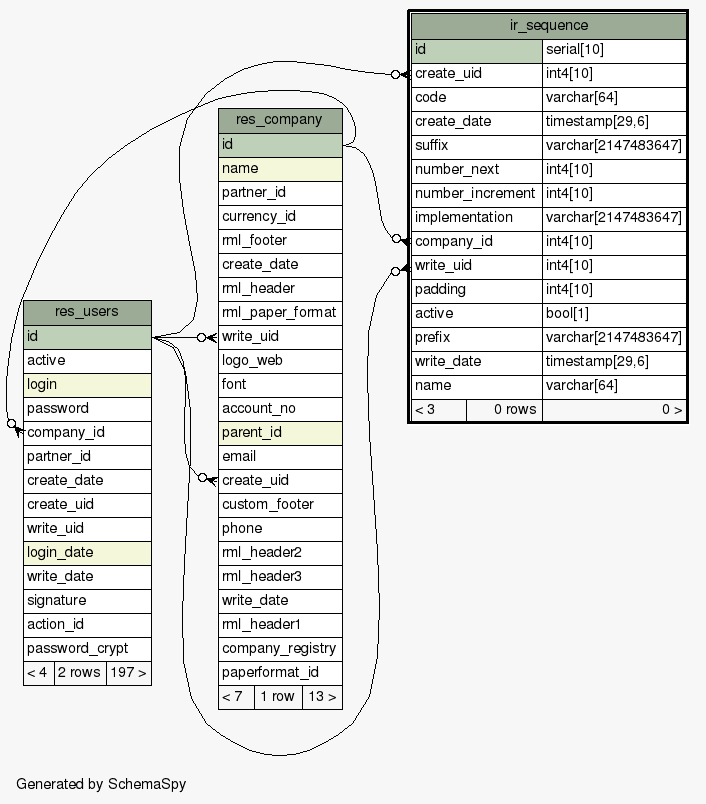 ir_sequence
id serial[10]
create_uid int4[10]
code varchar[64]
create_date timestamp[29,6]
suffix varchar[2147483647]
number_next int4[10]
number_increment int4[10]
implementation varchar[2147483647]
company_id int4[10]
write_uid int4[10]
padding int4[10]
active bool[1]
prefix varchar[2147483647]
write_date timestamp[29,6]
name varchar[64]
< 3 0 rows 0 >
res_company
id
name
partner_id
currency_id
rml_footer
create_date
rml_header
rml_paper_format
write_uid
logo_web
font
account_no
parent_id
email
create_uid
custom_footer
phone
rml_header2
rml_header3
write_date
rml_header1
company_registry
paperformat_id
< 7 1 row 13 >
res_users
id
active
login
password
company_id
partner_id
create_date
create_uid
write_uid
login_date
write_date
signature
action_id
password_crypt
< 4 2 rows 197 >
Generated by SchemaSpy